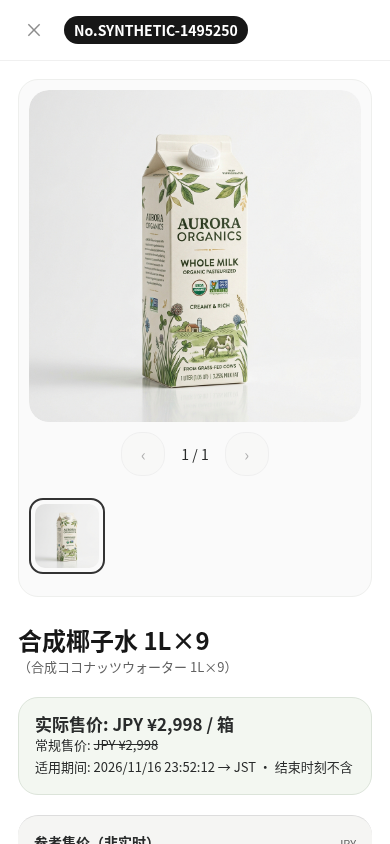 No.SYNTHETIC-1495250
AURORA
ORGANICS
WHOLE MILK
ORGANIC PASTEURIZED
CREAMY & RICH
FROM GRASS-FED COWS
AURORA
ORGANICS
‹
1 / 1
›
合成椰子水 1L×9
（合成ココナッツウォーター 1L×9）
实际售价: JPY ¥2,998 / 箱
常规售价: JPY ¥2,998
适用期间: 2026/11/16 23:52:12 → JST ・ 结束时刻不含
参考售价（非实时）
JPY